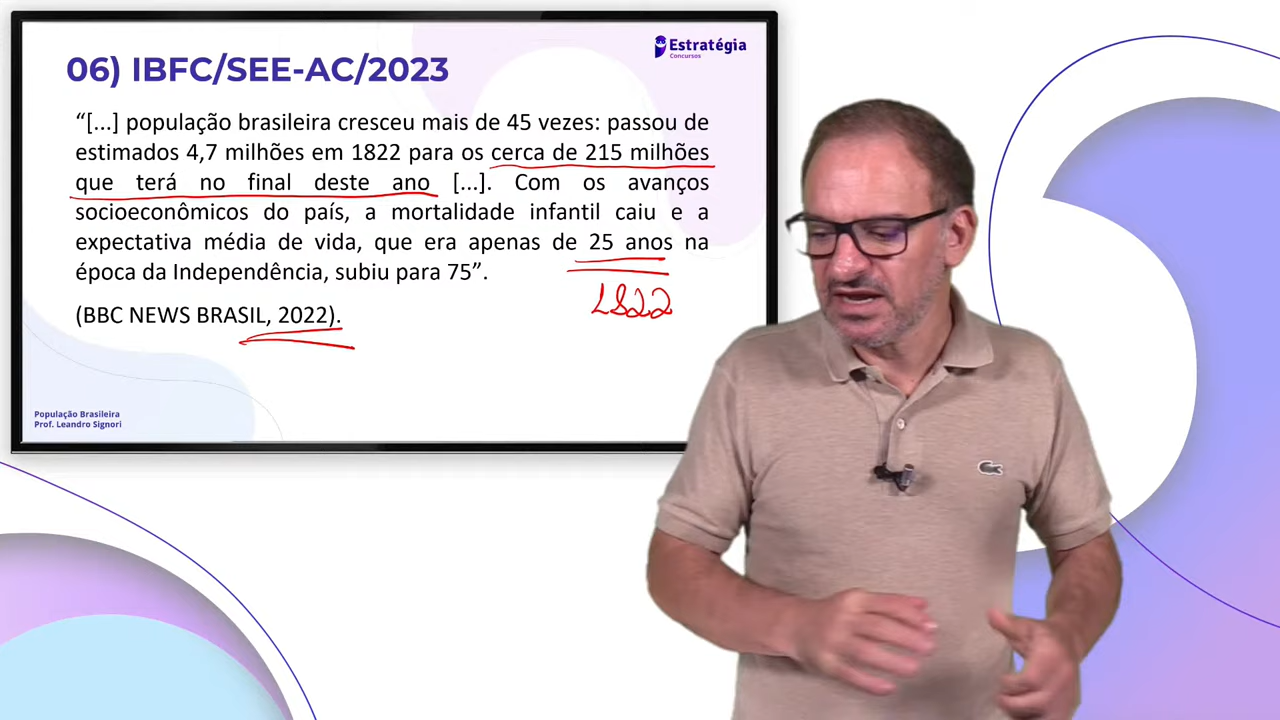 Estratégia
Concursos
06) IBFC/SEE-AC/2023
“[...] população brasileira cresceu mais de 45 vezes: passou de
estimados 4,7 milhões em 1822 para os cerca de 215 milhões
que terá no final deste ano [...]. Com os avanços
socioeconômicos do país, a mortalidade infantil caiu e a
expectativa média de vida, que era apenas de 25 anos na
época da Independência, subiu para 75”.
1822
(BBC NEWS BRASIL, 2022).
População Brasileira
Prof. Leandro Signori